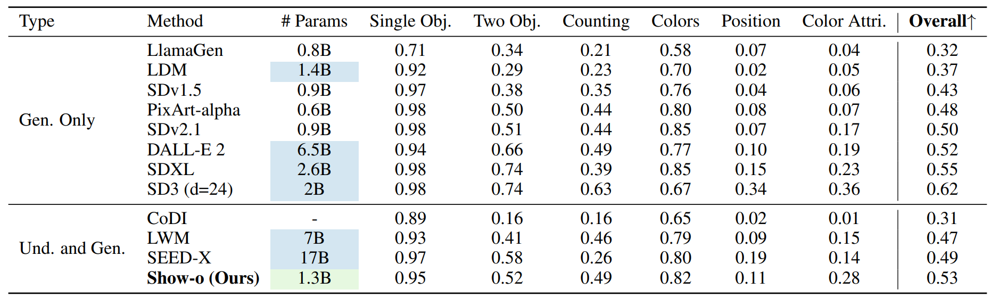 Type Method # Params Single Obj. Two Obj. Counting Colors Position Color Attri. Overall↑
LlamaGen 0.8B 0.71 0.34 0.21 0.58 0.07 0.04 0.32
LDM 1.4B 0.92 0.29 0.23 0.70 0.02 0.05 0.37
SDv1.5 0.9B 0.97 0.38 0.35 0.76 0.04 0.06 0.43
PixArt-alpha 0.6B 0.98 0.50 0.44 0.80 0.08 0.07 0.48
Gen. Only
SDv2.1 0.9B 0.98 0.51 0.44 0.85 0.07 0.17 0.50
DALL-E 2 6.5B 0.94 0.66 0.49 0.77 0.10 0.19 0.52
SDXL 2.6B 0.98 0.74 0.39 0.85 0.15 0.23 0.55
SD3 (d=24) 2B 0.98 0.74 0.63 0.67 0.34 0.36 0.62
CoDI - 0.89 0.16 0.16 0.65 0.02 0.01 0.31
LWM 7B 0.93 0.41 0.46 0.79 0.09 0.15 0.47
Und. and Gen.
SEED-X 17B 0.97 0.58 0.26 0.80 0.19 0.14 0.49
Show-o (Ours) 1.3B 0.95 0.52 0.49 0.82 0.11 0.28 0.53